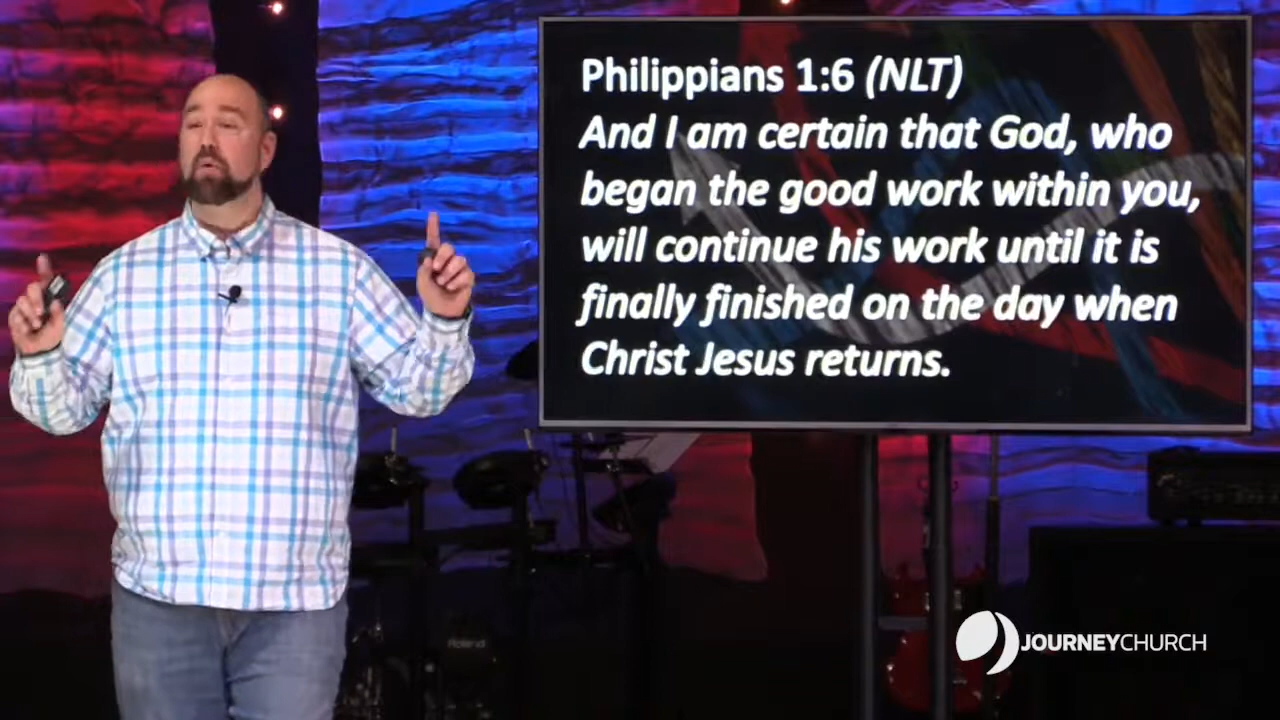 Philippians 1:6 (NLT)
And I am certain that God, who
began the good work within you,
will continue his work until it is
finally finished on the day when
Christ Jesus returns.
Roland
JOURNEYCHURCH